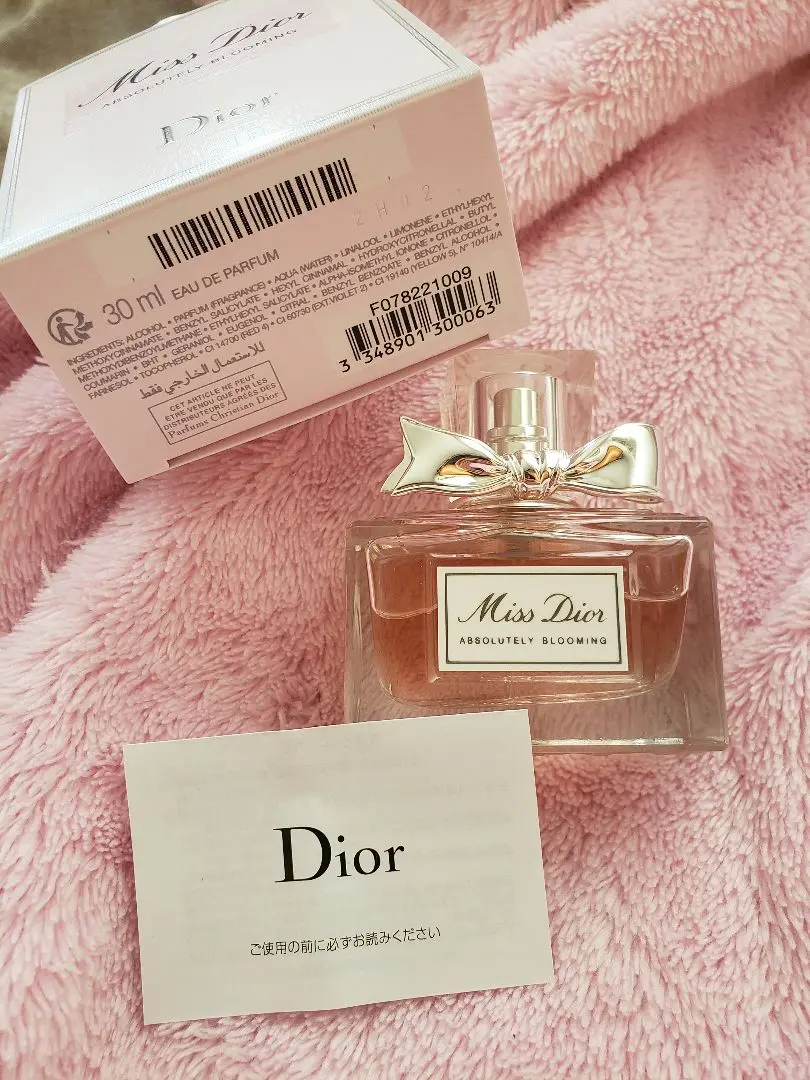 Miss Dior
ABSOLUTELY BLOOMING
Dior
2H02
30 ml EAU DE PARFUM
INGREDIENTS: ALCOHOL • PARFUM (FRAGRANCE) • AQUA (WATER) • LINALOOL • LIMONENE • ETHYLHEXYL
METHOXYCINNAMATE • BENZYL SALICYLATE • HEXYL CINNAMAL • HYDROXYCITRONELLAL • BUTYL
METHOXYDIBENZOYLMETHANE • ETHYLHEXYL SALICYLATE • ALPHA-ISOMETHYL IONONE • CITRONELLOL •
COUMARIN • BHT • GERANIOL • EUGENOL • CITRAL • BENZYL BENZOATE • BENZYL ALCOHOL •
FARNESOL • TOCOPHEROL • CI 14700 (RED 4) • CI 60730 (EXT.VIOLET 2) • CI 19140 (YELLOW 5). N° 10414/A
للاستعمال الخارجي فقط
CET ARTICLE NE PEUT
ETRE VENDU QUE PAR LES
DISTRIBUTEURS AGREES DES
Parfums Christian Dior
F078221009
3 348901 300063
Miss Dior
ABSOLUTELY BLOOMING
Dior
ご使用の前に必ずお読みください